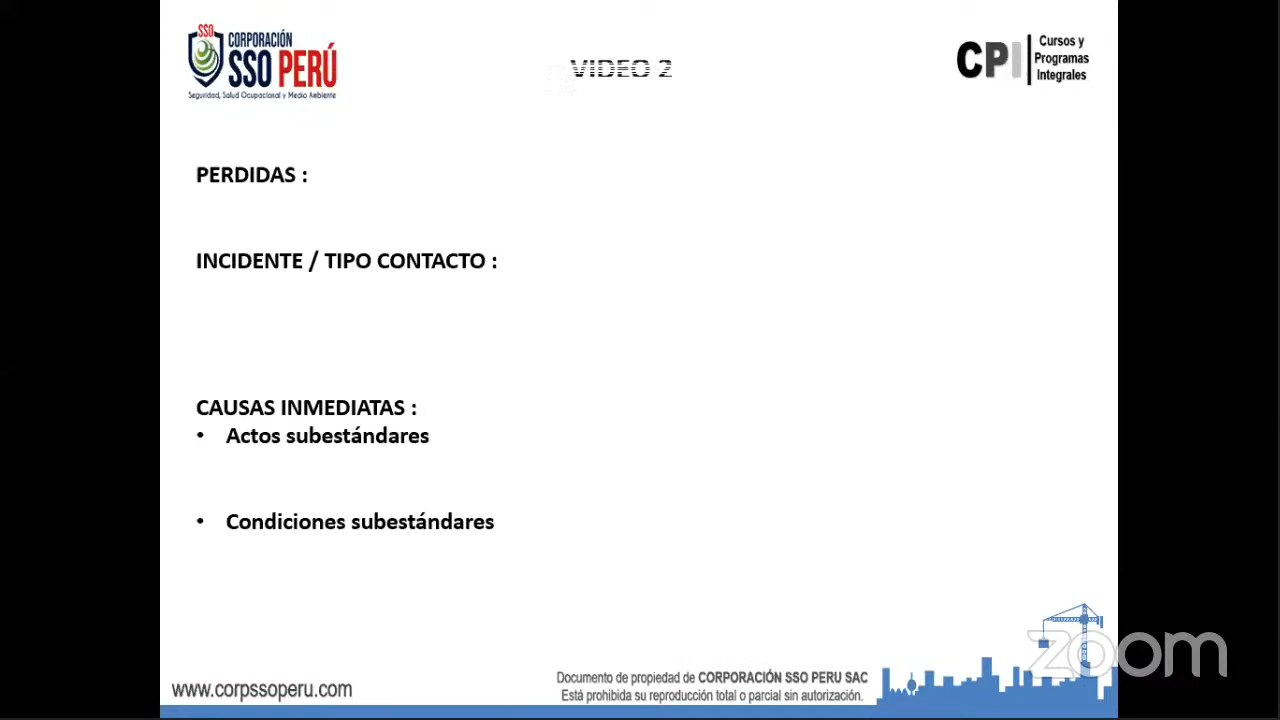 SSO
CORPORACIÓN
SSO PERÚ
Seguridad, Salud Ocupacional y Medio Ambiente
VIDEO 2
CPI
Cursos y
Programas
Integrales
PERDIDAS :
INCIDENTE / TIPO CONTACTO :
CAUSAS INMEDIATAS :
• Actos subestándares
• Condiciones subestándares
zoom
www.corpssoperu.com
Documento de propiedad de CORPORACIÓN SSO PERU SAC
Está prohibida su reproducción total o parcial sin autorización.